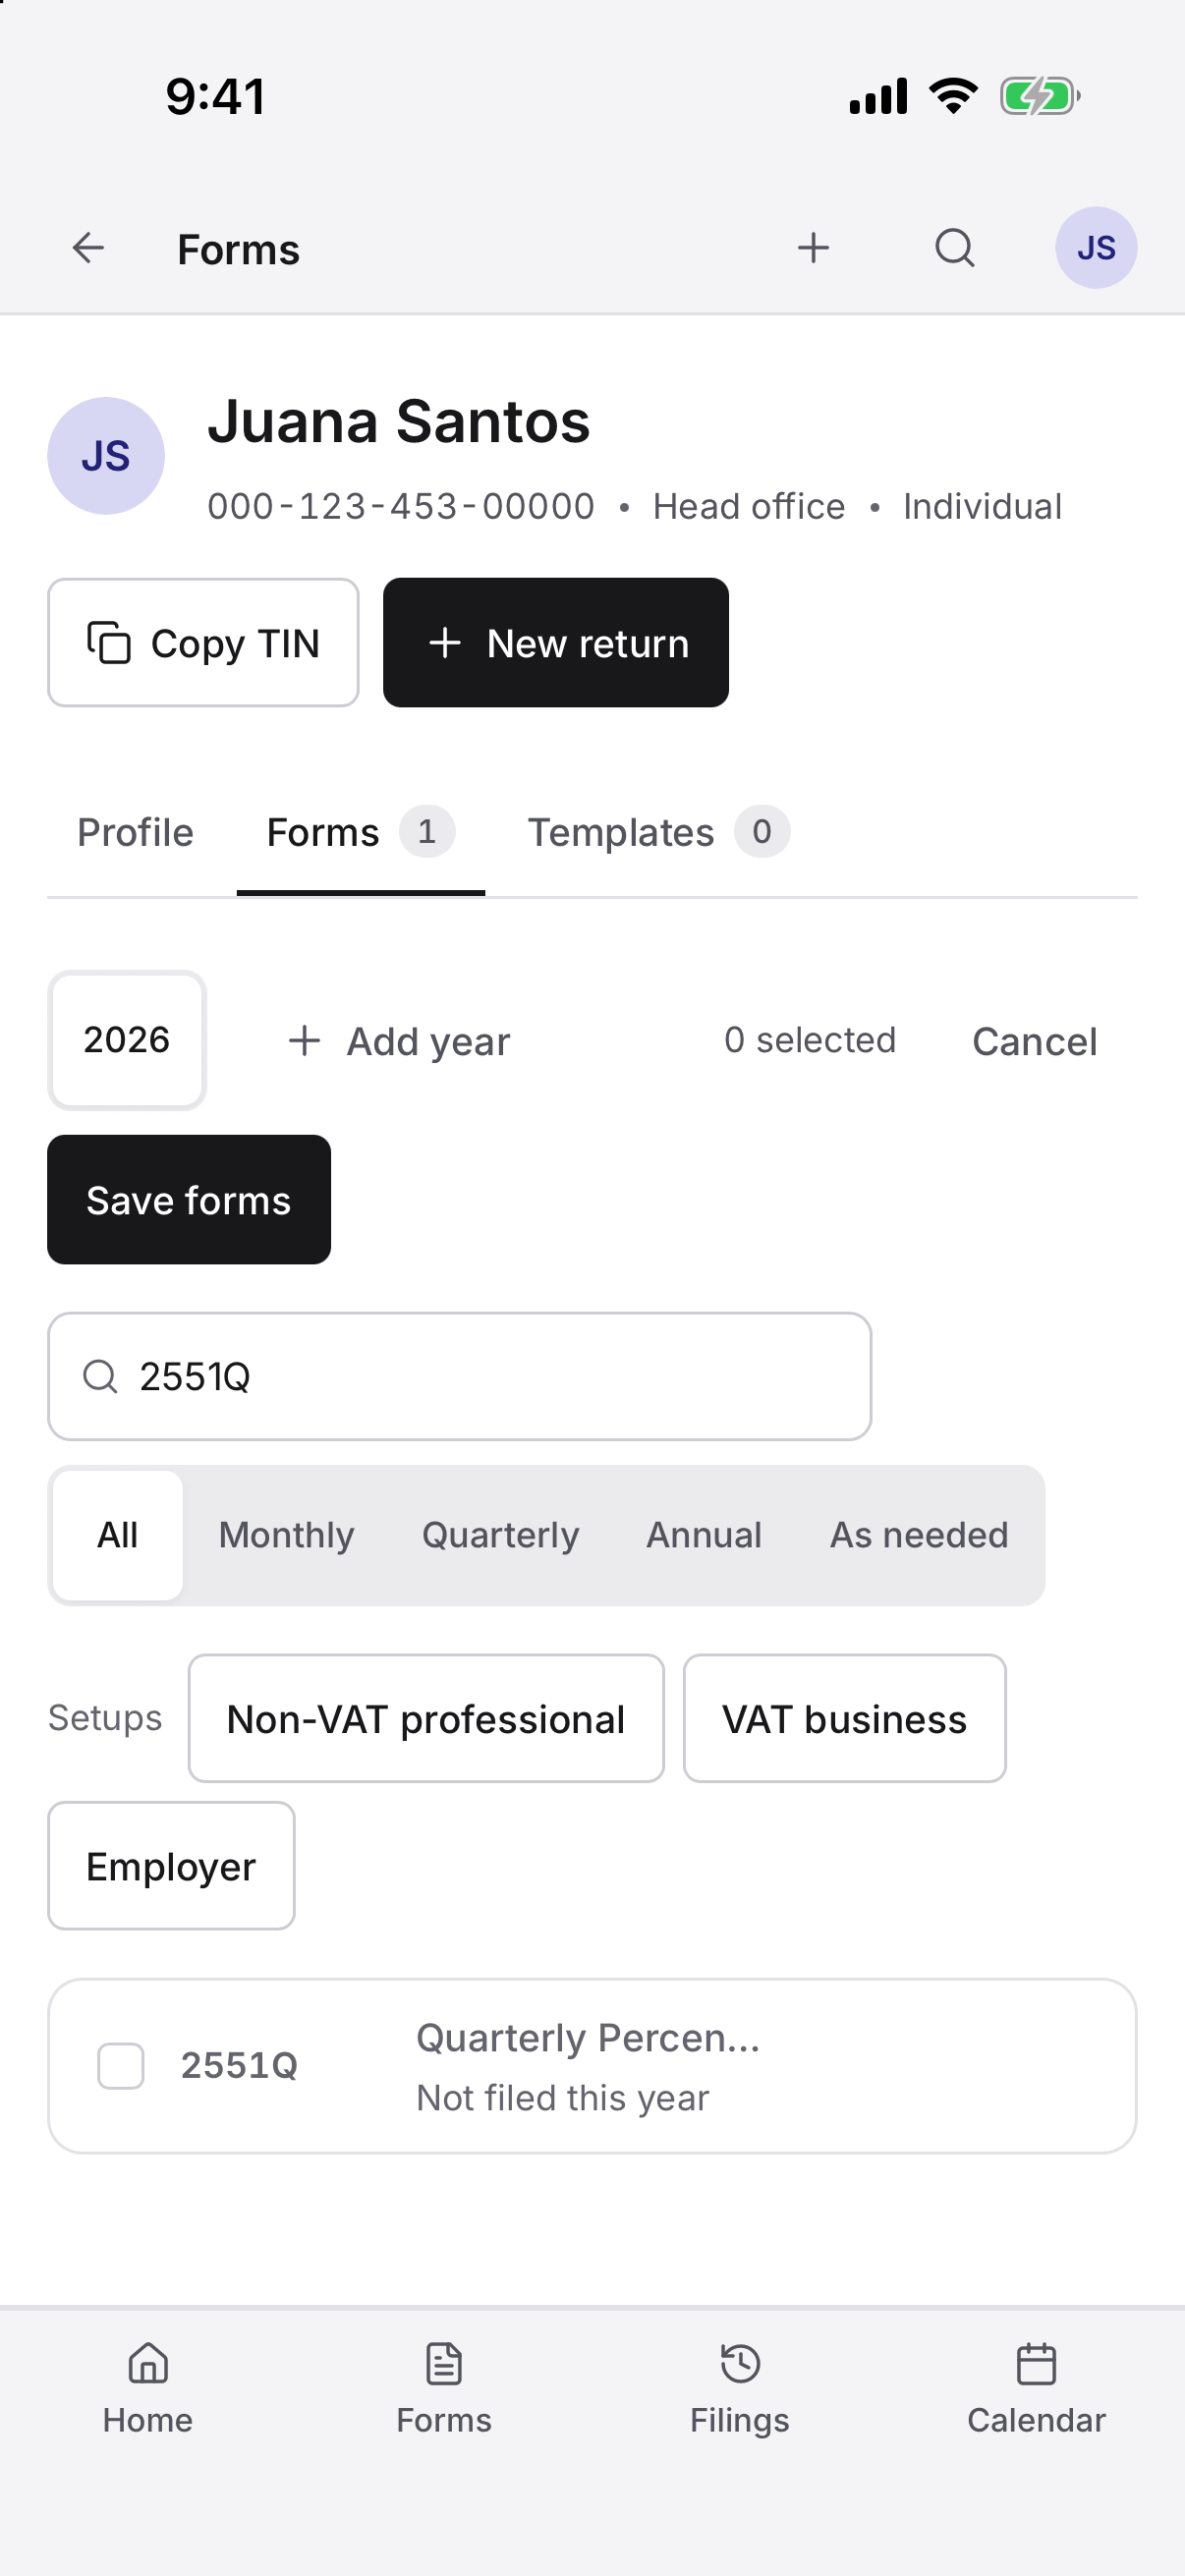 9:41
Forms
JS
JS
Juana Santos
000-123-453-00000 • Head office • Individual
Copy TIN
New return
Profile
Forms 1
Templates 0
2026
Add year
0 selected
Cancel
Save forms
2551Q
All
Monthly
Quarterly
Annual
As needed
Setups
Non-VAT professional
VAT business
Employer
2551Q
Quarterly Percen...
Not filed this year
Home
Forms
Filings
Calendar